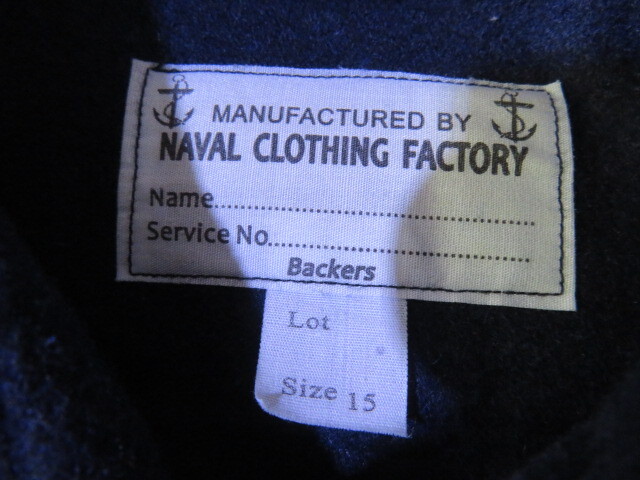 MANUFACTURED BY
NAVAL CLOTHING FACTORY
Name...............................................
Service No.......................................
Backers
Lot
Size 15